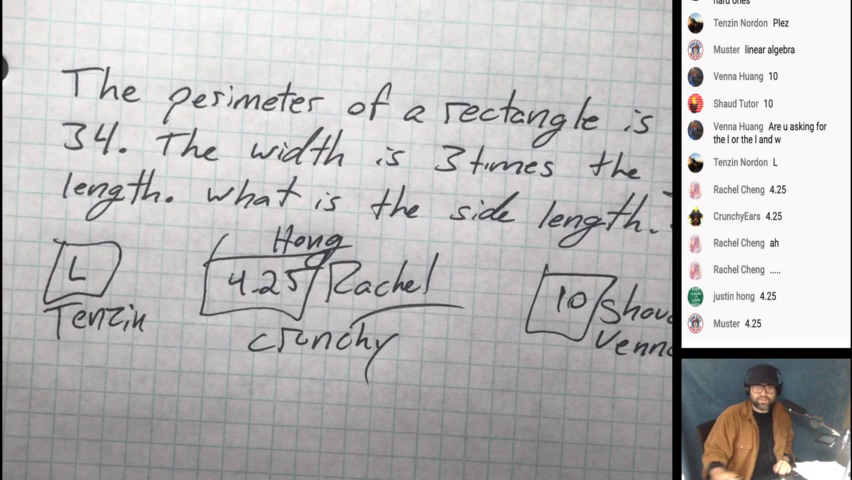 The perimeter of a rectangle is
34. The width is 3 times the
length. what is the side length.
Hong
L
4.25 Rachel
10
Tenzin
crunchy
Tenzin Nordon Plez
Muster linear algebra
Venna Huang 10
Shaud Tutor 10
Venna Huang Are u asking for
the l or the l and w
Tenzin Nordon L
Rachel Cheng 4.25
CrunchyEars 4.25
Rachel Cheng ah
Rachel Cheng .....
justin hong 4.25
Muster 4.25